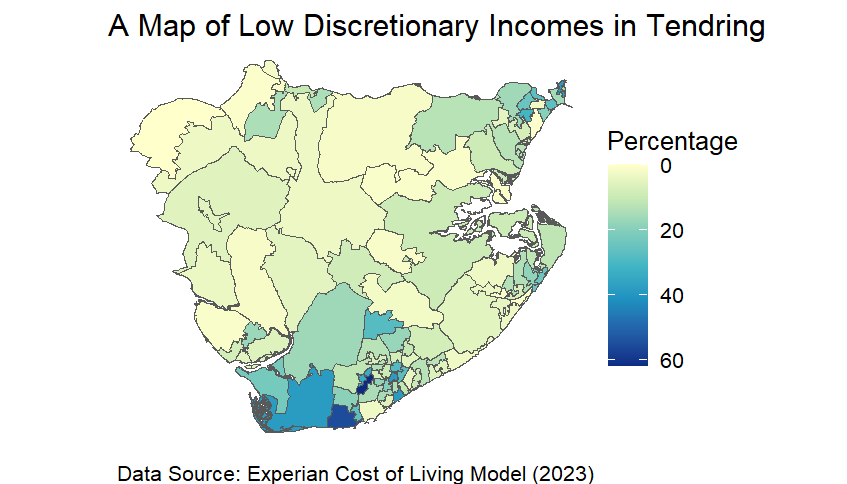 A Map of Low Discretionary Incomes in Tendring
Percentage
0
20
40
60
Data Source: Experian Cost of Living Model (2023)